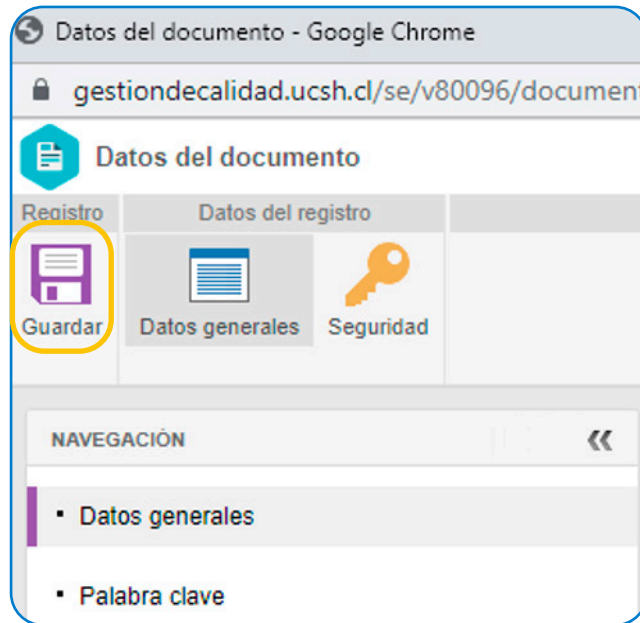 Datos del documento - Google Chrome
gestiondecalidad.ucsh.cl/se/v80096/document
Datos del documento
Registro Datos del registro
Guardar Datos generales Seguridad
NAVEGACIÓN
Datos generales
Palabra clave